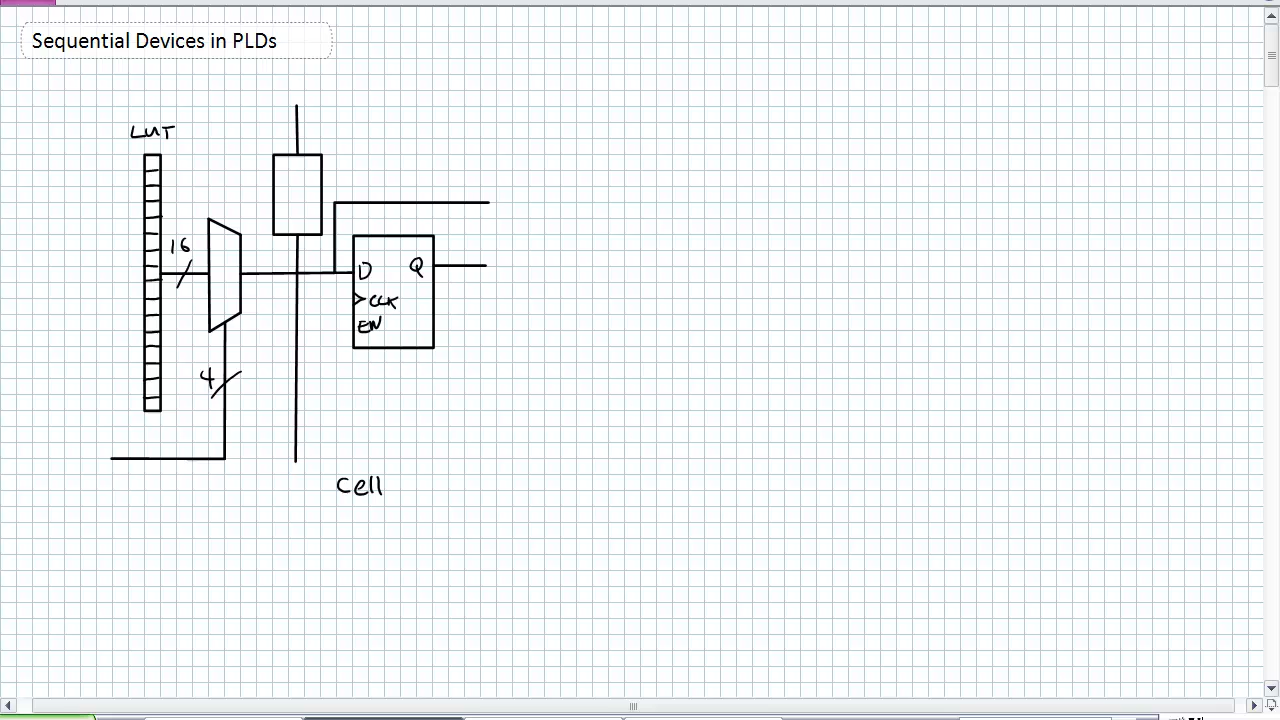 Sequential Devices in PLDs
LUT
16
D Q
CLK
EN
4
Cell